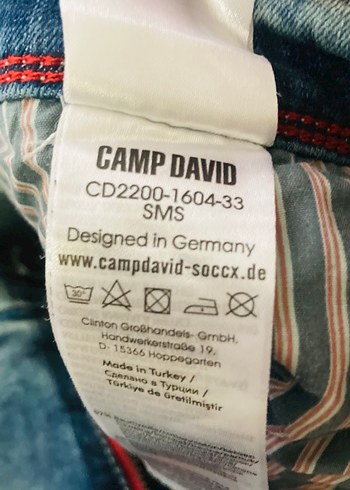 CAMP DAVID
CD2200-1604-33
SMS
Designed in Germany
www.campdavid-soccx.de
30°
Clinton Großhandels- GmbH.
Handwerkerstraße 19.
D. 15366 Hoppegarten
Made in Turkey /
Сделано в Турции /
Türkiye de üretilmiştir